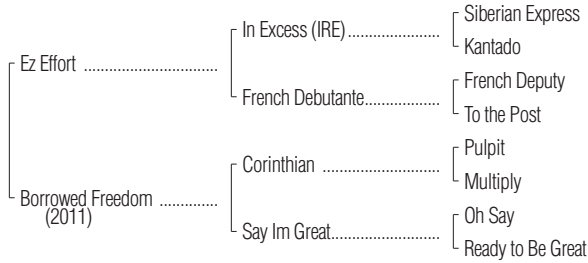 Siberian Express
In Excess (IRE)
Kantado
Ez Effort
French Deputy
French Debutante
To the Post
Pulpit
Corinthian
Multiply
Borrowed Freedom
(2011)
Oh Say
Say Im Great
Ready to Be Great